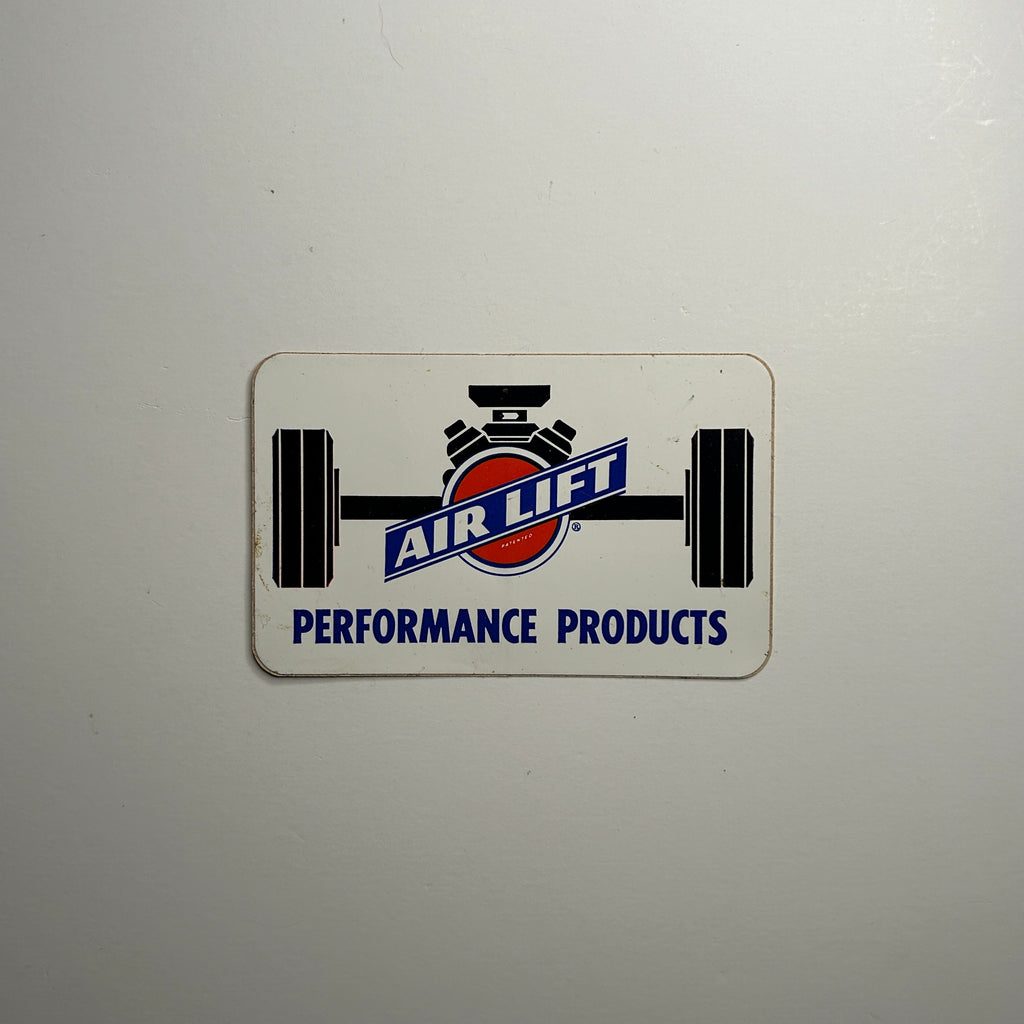 AIR LIFT
®
PATENTED
PERFORMANCE PRODUCTS